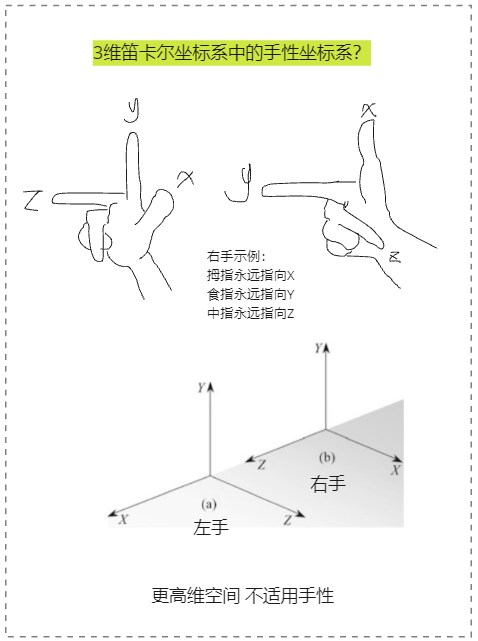 3维笛卡尔坐标系中的手性坐标系?
y
x
z
x
y
z
右手示例：
拇指永远指向X
食指永远指向Y
中指永远指向Z
Y
Y
Z
(b)
X
右手
X
(a)
Z
左手
更高维空间 不适用手性